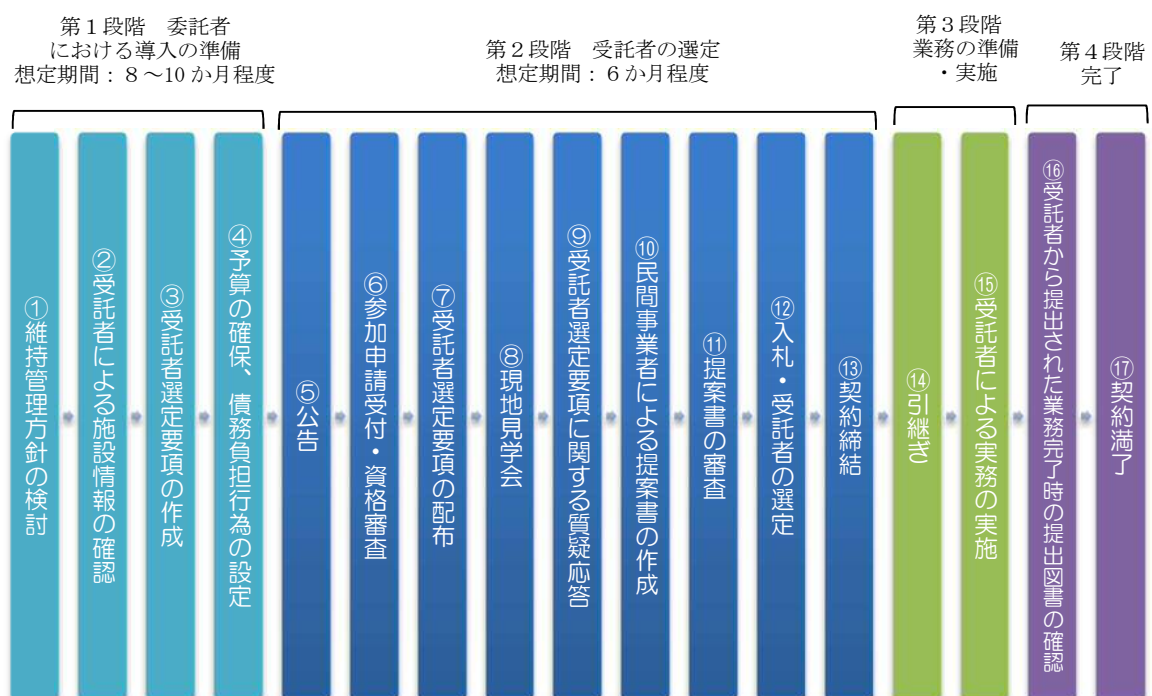 第1段階　委託者
における導入の準備
想定期間：8～10か月程度
第2段階　受託者の選定
想定期間：6か月程度
第3段階
業務の準備
・実施
第4段階
完了
①維持管理方針の検討
②受託者による施設情報の確認
③受託者選定要項の作成
④予算の確保、債務負担行為の設定
⑤公告
⑥参加申請受付・資格審査
⑦受託者選定要項の配布
⑧現地見学会
⑨受託者選定要項に関する質疑応答
⑩民間事業者による提案書の作成
⑪提案書の審査
⑫入札・受託者の選定
⑬契約締結
⑭引継ぎ
⑮受託者による実務の実施
⑯受託者から提出された業務完了時の提出図書の確認
⑰契約満了